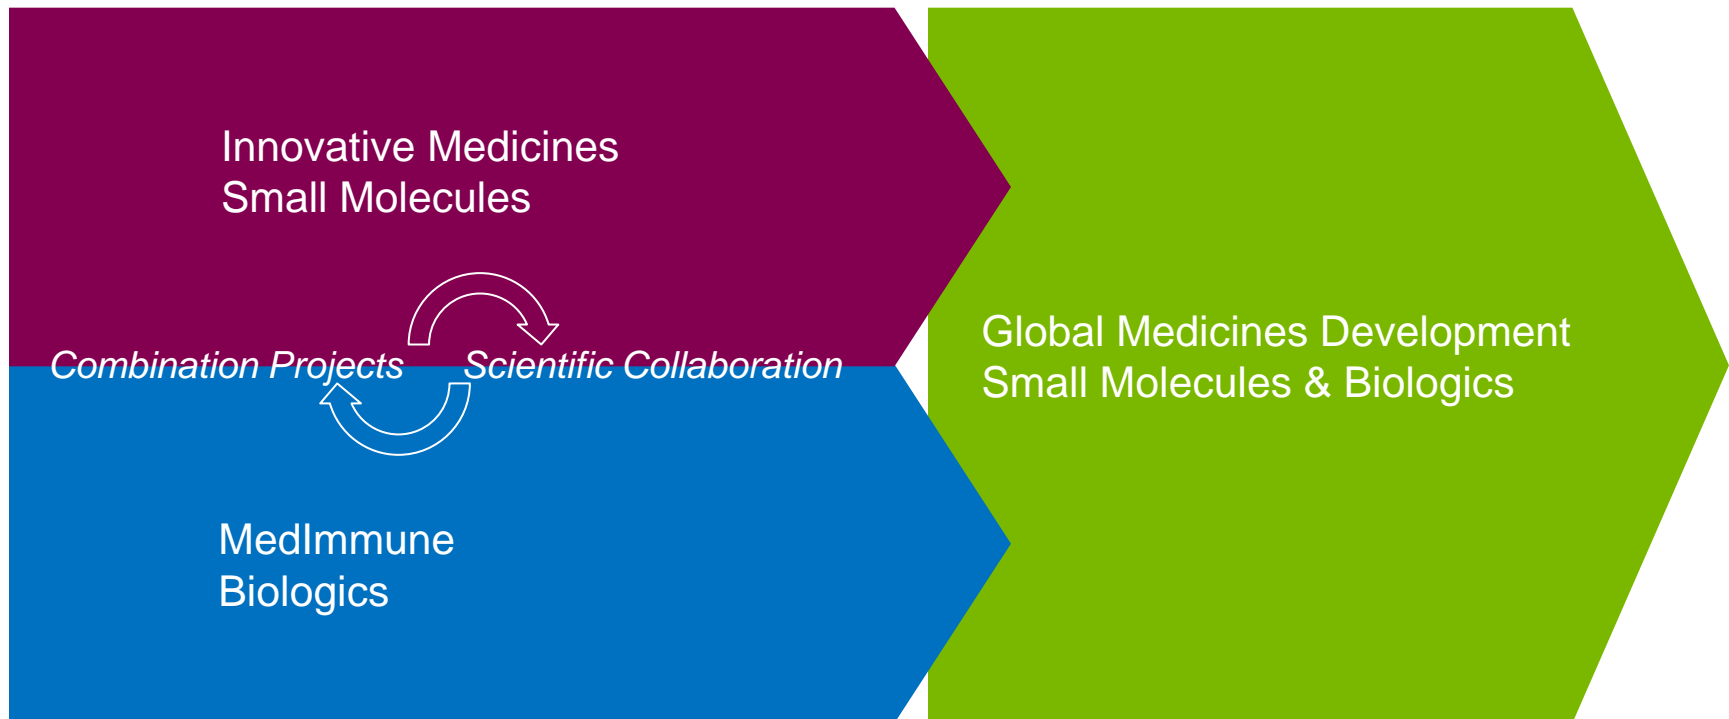 Innovative Medicines
Small Molecules
Combination Projects Scientific Collaboration
MedImmune
Biologics
Global Medicines Development
Small Molecules & Biologics